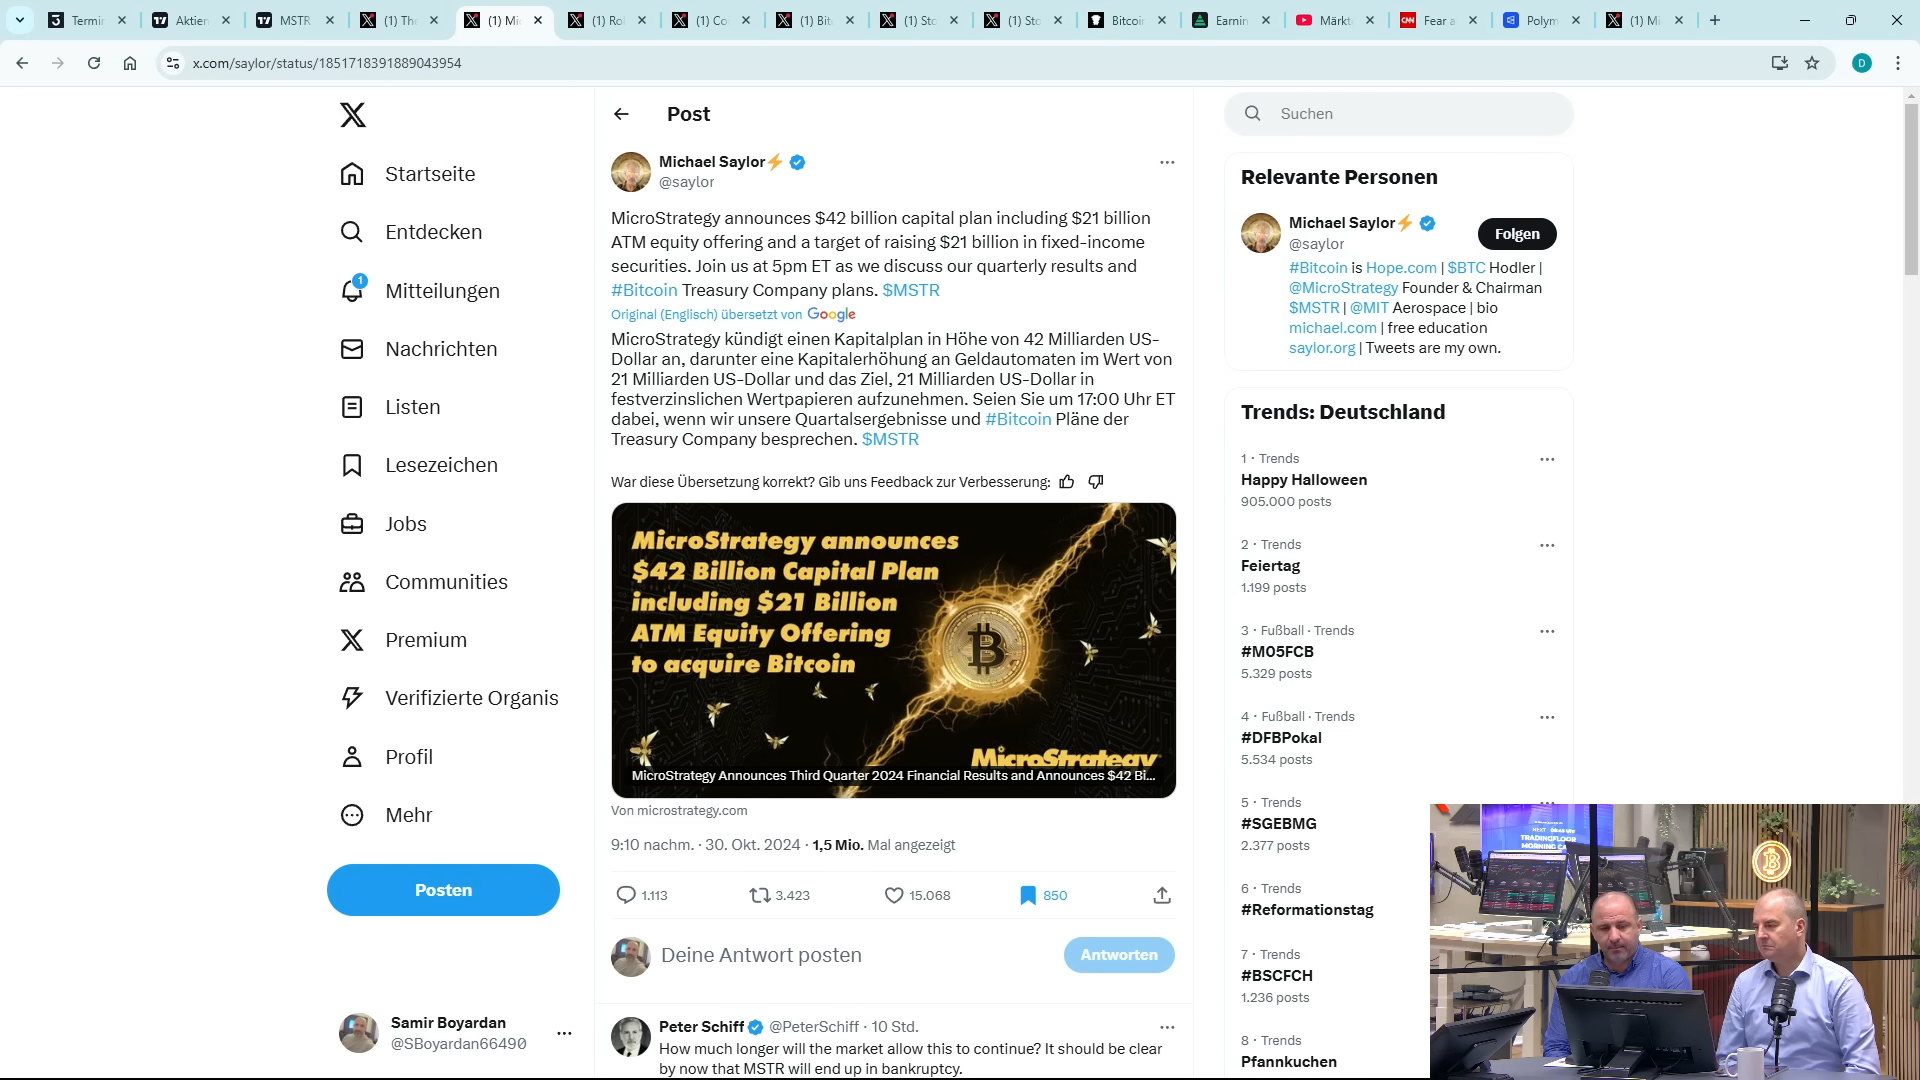 Termir
Aktien
MSTR
(1) Th
(1) Mi
(1) Ro
(1) Co
(1) Bit
(1) Sto
(1) Sto
Bitcoin
Earnin
Märkt
Fear a
Polym
(1) Mi
x.com/saylor/status/1851718391889043954
D
Startseite
Entdecken
1
Mitteilungen
Nachrichten
Listen
Lesezeichen
Jobs
Communities
Premium
Verifizierte Organis
Profil
Mehr
Posten
Samir Boyardan
@SBoyardan66490
Post
Michael Saylor⚡
@saylor
MicroStrategy announces $42 billion capital plan including $21 billion
ATM equity offering and a target of raising $21 billion in fixed-income
securities. Join us at 5pm ET as we discuss our quarterly results and
#Bitcoin Treasury Company plans. $MSTR
Original (Englisch) übersetzt von Google
MicroStrategy kündigt einen Kapitalplan in Höhe von 42 Milliarden US-
Dollar an, darunter eine Kapitalerhöhung an Geldautomaten im Wert von
21 Milliarden US-Dollar und das Ziel, 21 Milliarden US-Dollar in
festverzinslichen Wertpapieren aufzunehmen. Seien Sie um 17:00 Uhr ET
dabei, wenn wir unsere Quartalsergebnisse und #Bitcoin Pläne der
Treasury Company besprechen. $MSTR
War diese Übersetzung korrekt? Gib uns Feedback zur Verbesserung:
MicroStrategy announces
$42 Billion Capital Plan
including $21 Billion
ATM Equity Offering
to acquire Bitcoin
MicroStrategy
MicroStrategy Announces Third Quarter 2024 Financial Results and Announces $42 Bi...
Von microstrategy.com
9:10 nachm. · 30. Okt. 2024 · 1,5 Mio. Mal angezeigt
1.113
3.423
15.068
850
Deine Antwort posten
Antworten
Peter Schiff @PeterSchiff · 10 Std.
How much longer will the market allow this to continue? It should be clear
by now that MSTR will end up in bankruptcy.
Suchen
Relevante Personen
Michael Saylor⚡
@saylor
Folgen
#Bitcoin is Hope.com | $BTC Hodler |
@MicroStrategy Founder & Chairman
$MSTR | @MIT Aerospace | bio
michael.com | free education
saylor.org | Tweets are my own.
Trends: Deutschland
1 · Trends
Happy Halloween
905.000 posts
2 · Trends
Feiertag
1.199 posts
3 · Fußball · Trends
#M05FCB
5.329 posts
4 · Fußball · Trends
#DFBPokal
5.534 posts
5 · Trends
#SGEBMG
2.377 posts
6 · Trends
#Reformationstag
7 · Trends
#BSCFCH
1.236 posts
8 · Trends
Pfannkuchen
TRADINGFLOOR